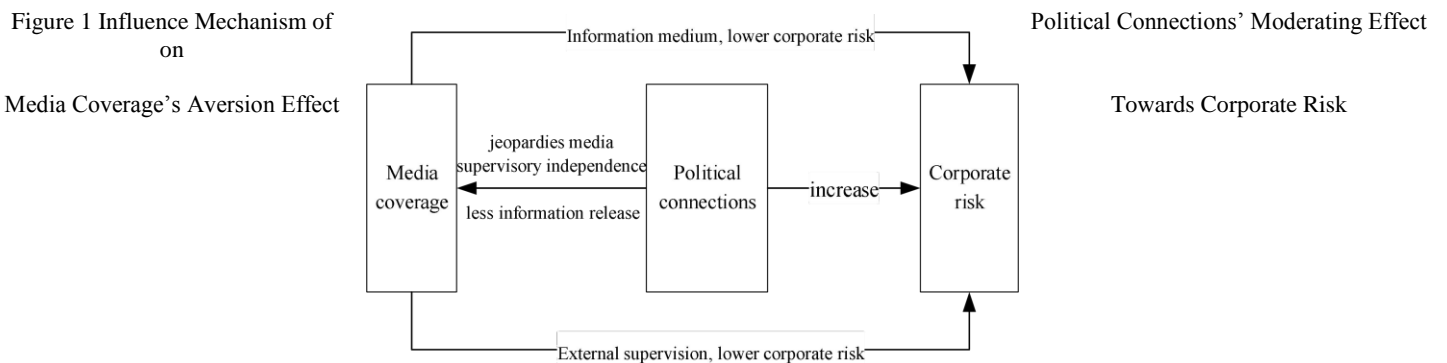 Figure 1 Influence Mechanism of
on
Media Coverage’s Aversion Effect
Political Connections’ Moderating Effect
Towards Corporate Risk
Information medium, lower corporate risk
Media
coverage
jeopardies media
supervisory independence
less information release
Political
connections
increase
Corporate
risk
External supervision, lower corporate risk